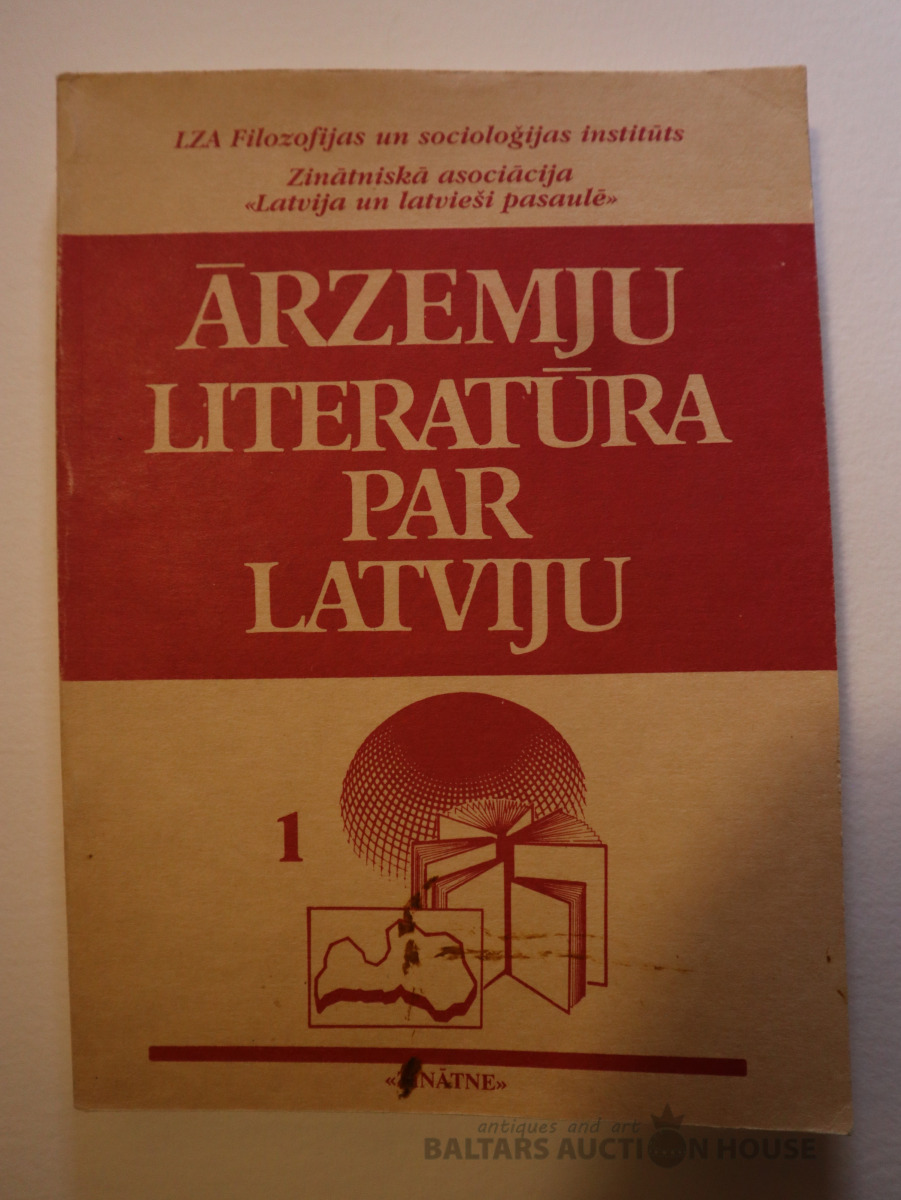 LZA Filozofijas un socioloģijas institūts
Zinātniskā asociācija
«Latvija un latvieši pasaulē»
ĀRZEMJU
LITERATŪRA
PAR
LATVIJU
1
«ZINĀTNE»
antiques and art
BALTARS AUCTION HOUSE